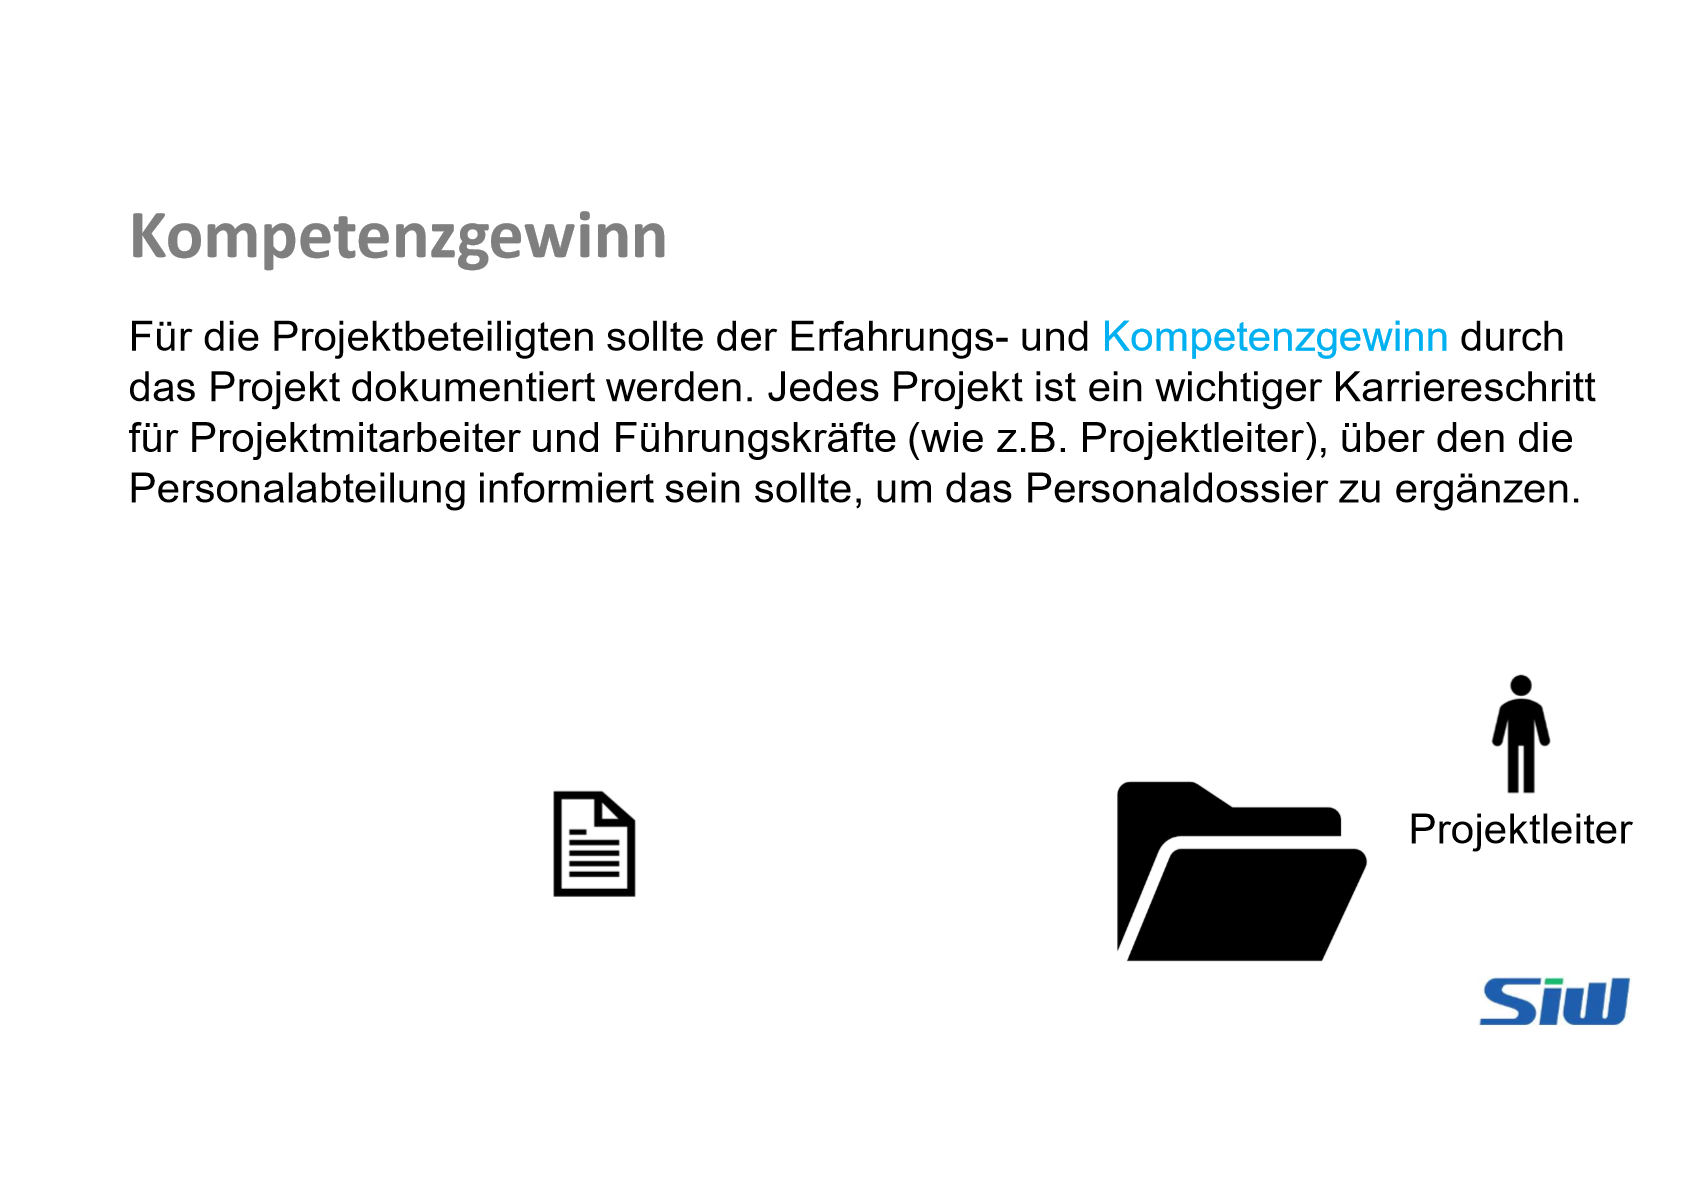 Kompetenzgewinn
Für die Projektbeteiligten sollte der Erfahrungs- und Kompetenzgewinn durch
das Projekt dokumentiert werden. Jedes Projekt ist ein wichtiger Karriereschritt
für Projektmitarbeiter und Führungskräfte (wie z.B. Projektleiter), über den die
Personalabteilung informiert sein sollte, um das Personaldossier zu ergänzen.
Projektleiter
Siw